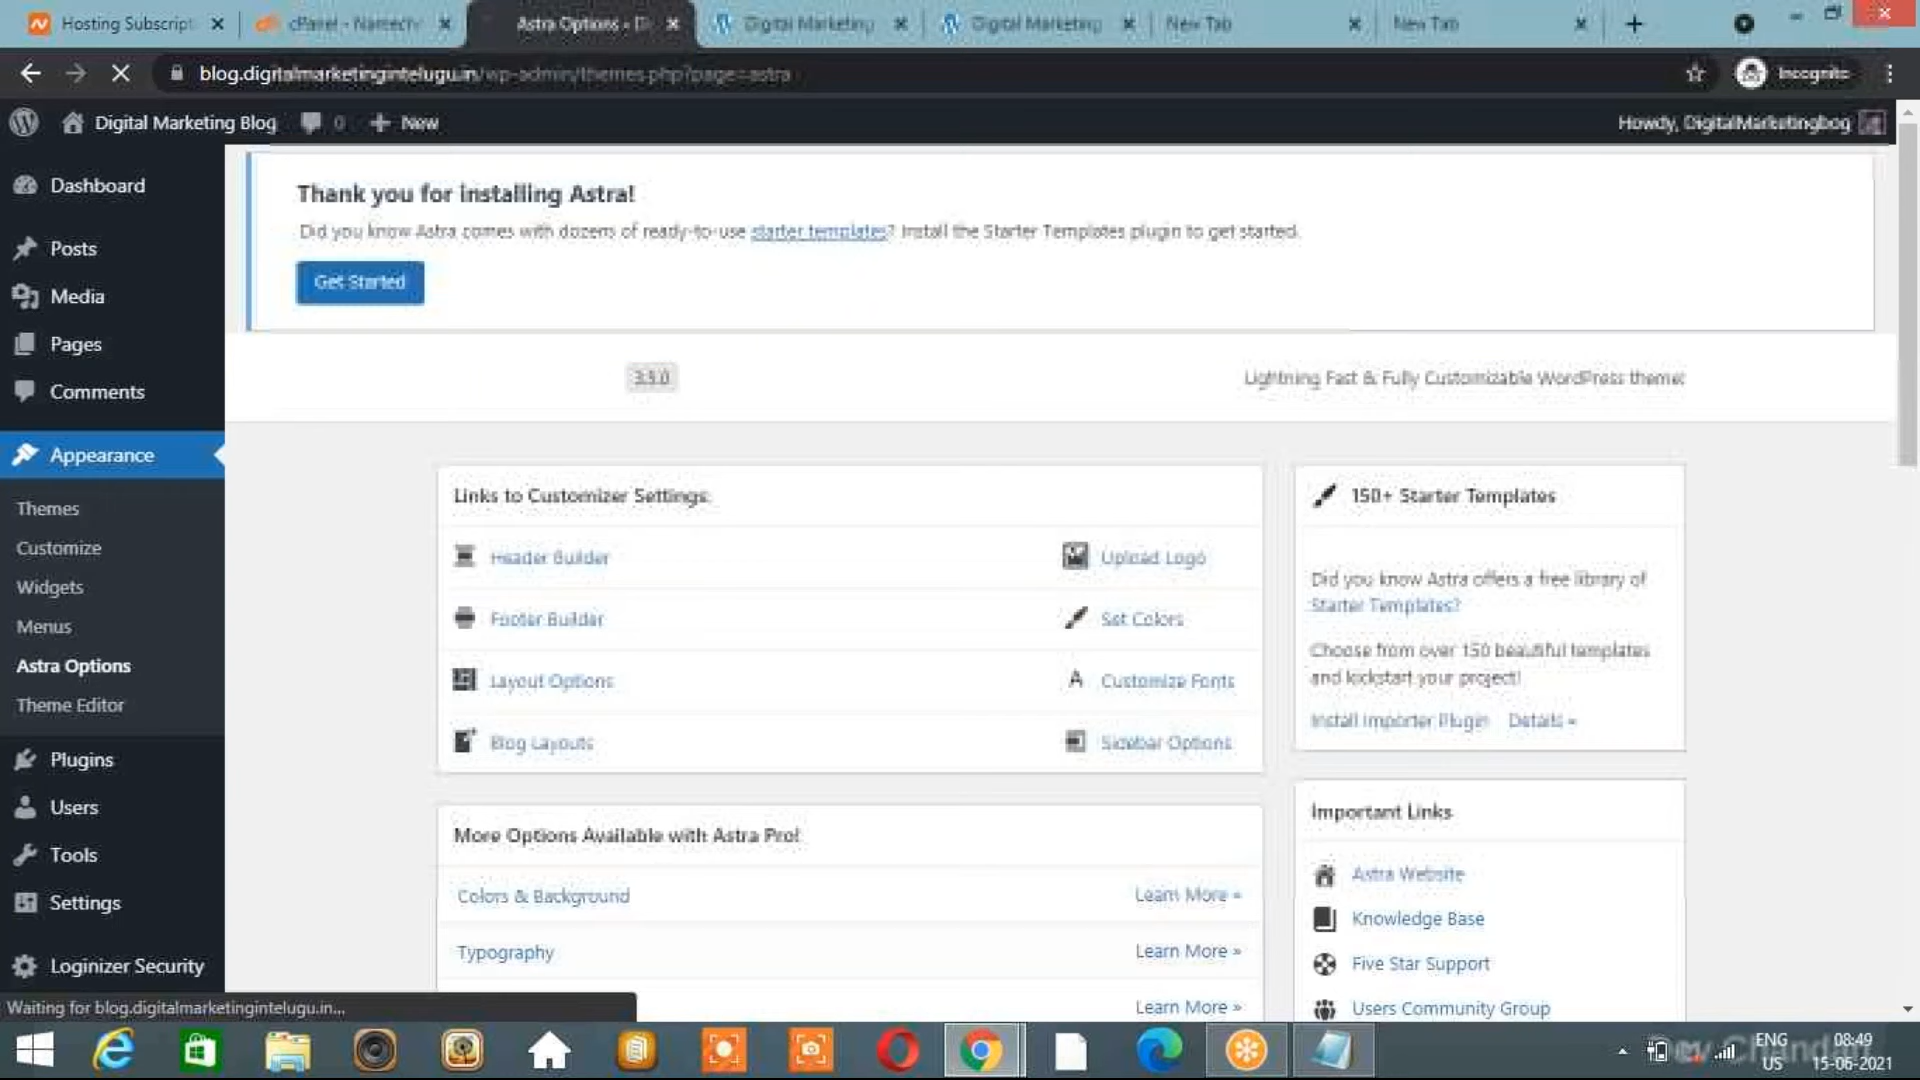 Hosting Subscript
cPanel - Namech
Astra Options ‹ D
Digital Marketing
Digital Marketing
New Tab
New Tab
blog.digitalmarketingintelugu.in/wp-admin/themes.php?page=astra
Incognito
Digital Marketing Blog
0
New
Howdy, DigitalMarketingbog
Dashboard
Posts
Media
Pages
Comments
Appearance
Themes
Customize
Widgets
Menus
Astra Options
Theme Editor
Plugins
Users
Tools
Settings
Loginizer Security
Thank you for installing Astra!
Did you know Astra comes with dozens of ready-to-use starter templates? Install the Starter Templates plugin to get started.
Get Started
Lightning Fast & Fully Customizable WordPress theme!
Links to Customizer Settings:
Header Builder
Upload Logo
Footer Builder
Set Colors
Layout Options
A Customize Fonts
Blog Layouts
Sidebar Options
More Options Available with Astra Pro!
Colors & Background
Learn More »
Typography
Learn More »
Learn More »
150+ Starter Templates
Did you know Astra offers a free library of
Starter Templates?
Choose from over 150 beautiful templates
and kickstart your project!
Install Importer Plugin
Details »
Important Links
Astra Website
Knowledge Base
Five Star Support
Users Community Group
Waiting for blog.digitalmarketingintelugu.in...
ENG
US
08:49
15-06-2021